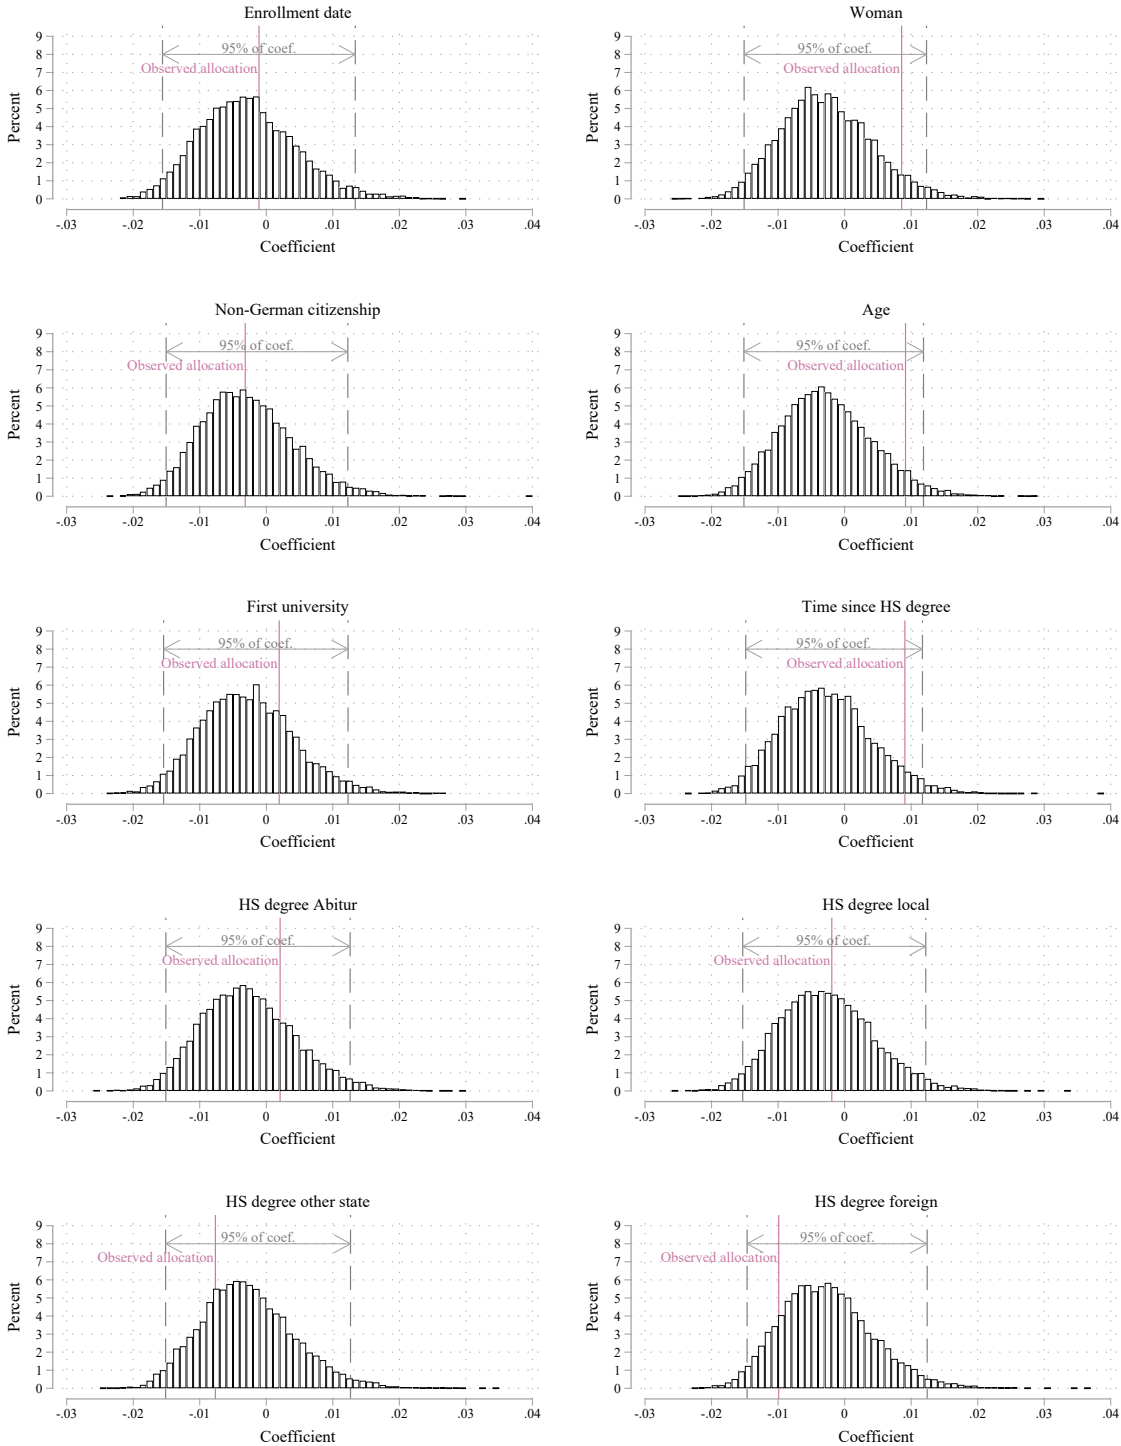 Enrollment date
9
8
7
6
5
4
3
2
1
0
Percent
95% of coef.
Observed allocation
-.03 -.02 -.01 0 .01 .02 .03 .04
Coefficient
Woman
9
8
7
6
5
4
3
2
1
0
Percent
95% of coef.
Observed allocation
-.03 -.02 -.01 0 .01 .02 .03 .04
Coefficient
Non-German citizenship
9
8
7
6
5
4
3
2
1
0
Percent
95% of coef.
Observed allocation
-.03 -.02 -.01 0 .01 .02 .03 .04
Coefficient
Age
9
8
7
6
5
4
3
2
1
0
Percent
95% of coef.
Observed allocation
-.03 -.02 -.01 0 .01 .02 .03 .04
Coefficient
First university
9
8
7
6
5
4
3
2
1
0
Percent
95% of coef.
Observed allocation
-.03 -.02 -.01 0 .01 .02 .03 .04
Coefficient
Time since HS degree
9
8
7
6
5
4
3
2
1
0
Percent
95% of coef.
Observed allocation
-.03 -.02 -.01 0 .01 .02 .03 .04
Coefficient
HS degree Abitur
9
8
7
6
5
4
3
2
1
0
Percent
95% of coef.
Observed allocation
-.03 -.02 -.01 0 .01 .02 .03 .04
Coefficient
HS degree local
9
8
7
6
5
4
3
2
1
0
Percent
95% of coef.
Observed allocation
-.03 -.02 -.01 0 .01 .02 .03 .04
Coefficient
HS degree other state
9
8
7
6
5
4
3
2
1
0
Percent
95% of coef.
Observed allocation
-.03 -.02 -.01 0 .01 .02 .03 .04
Coefficient
HS degree foreign
9
8
7
6
5
4
3
2
1
0
Percent
95% of coef.
Observed allocation
-.03 -.02 -.01 0 .01 .02 .03 .04
Coefficient